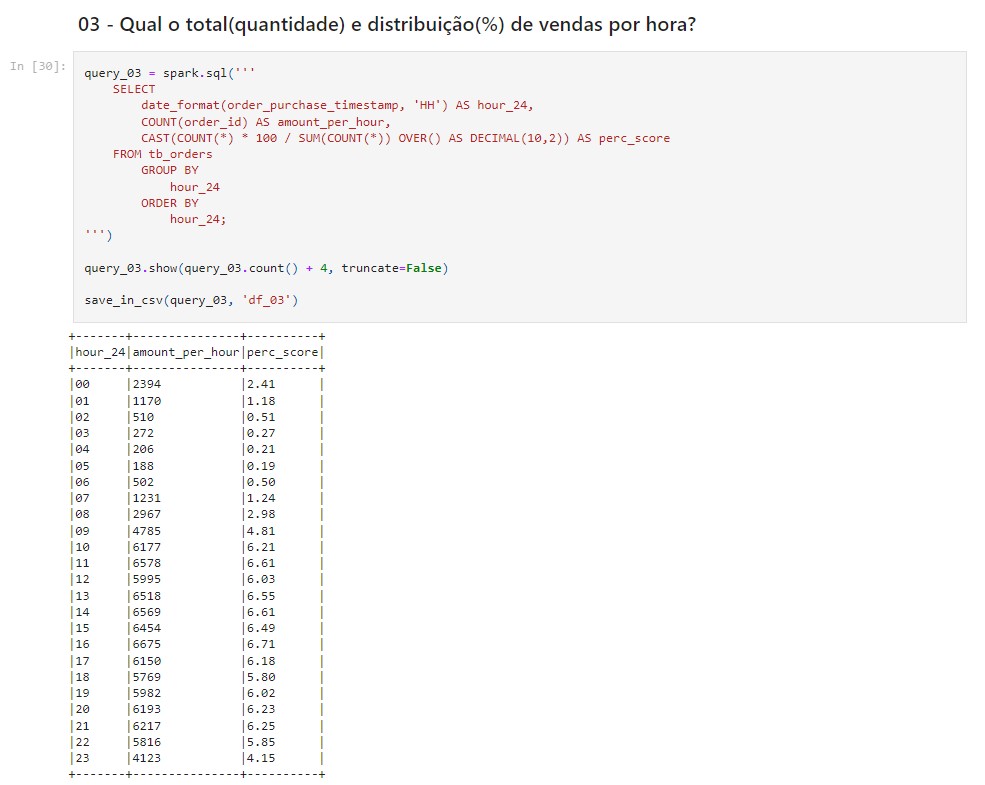 03 - Qual o total(quantidade) e distribuição(%) de vendas por hora?
In [30]:
query_03 = spark.sql('''
    SELECT
        date_format(order_purchase_timestamp, 'HH') AS hour_24,
        COUNT(order_id) AS amount_per_hour,
        CAST(COUNT(*) * 100 / SUM(COUNT(*)) OVER() AS DECIMAL(10,2)) AS perc_score
    FROM tb_orders
        GROUP BY
            hour_24
        ORDER BY
            hour_24;
''')
query_03.show(query_03.count() + 4, truncate=False)
save_in_csv(query_03, 'df_03')
+-------+---------------+----------+
|hour_24|amount_per_hour|perc_score|
+-------+---------------+----------+
|00     |2394           |2.41      |
|01     |1170           |1.18      |
|02     |510            |0.51      |
|03     |272            |0.27      |
|04     |206            |0.21      |
|05     |188            |0.19      |
|06     |502            |0.50      |
|07     |1231           |1.24      |
|08     |2967           |2.98      |
|09     |4785           |4.81      |
|10     |6177           |6.21      |
|11     |6578           |6.61      |
|12     |5995           |6.03      |
|13     |6518           |6.55      |
|14     |6569           |6.61      |
|15     |6454           |6.49      |
|16     |6675           |6.71      |
|17     |6150           |6.18      |
|18     |5769           |5.80      |
|19     |5982           |6.02      |
|20     |6193           |6.23      |
|21     |6217           |6.25      |
|22     |5816           |5.85      |
|23     |4123           |4.15      |
+-------+---------------+----------+